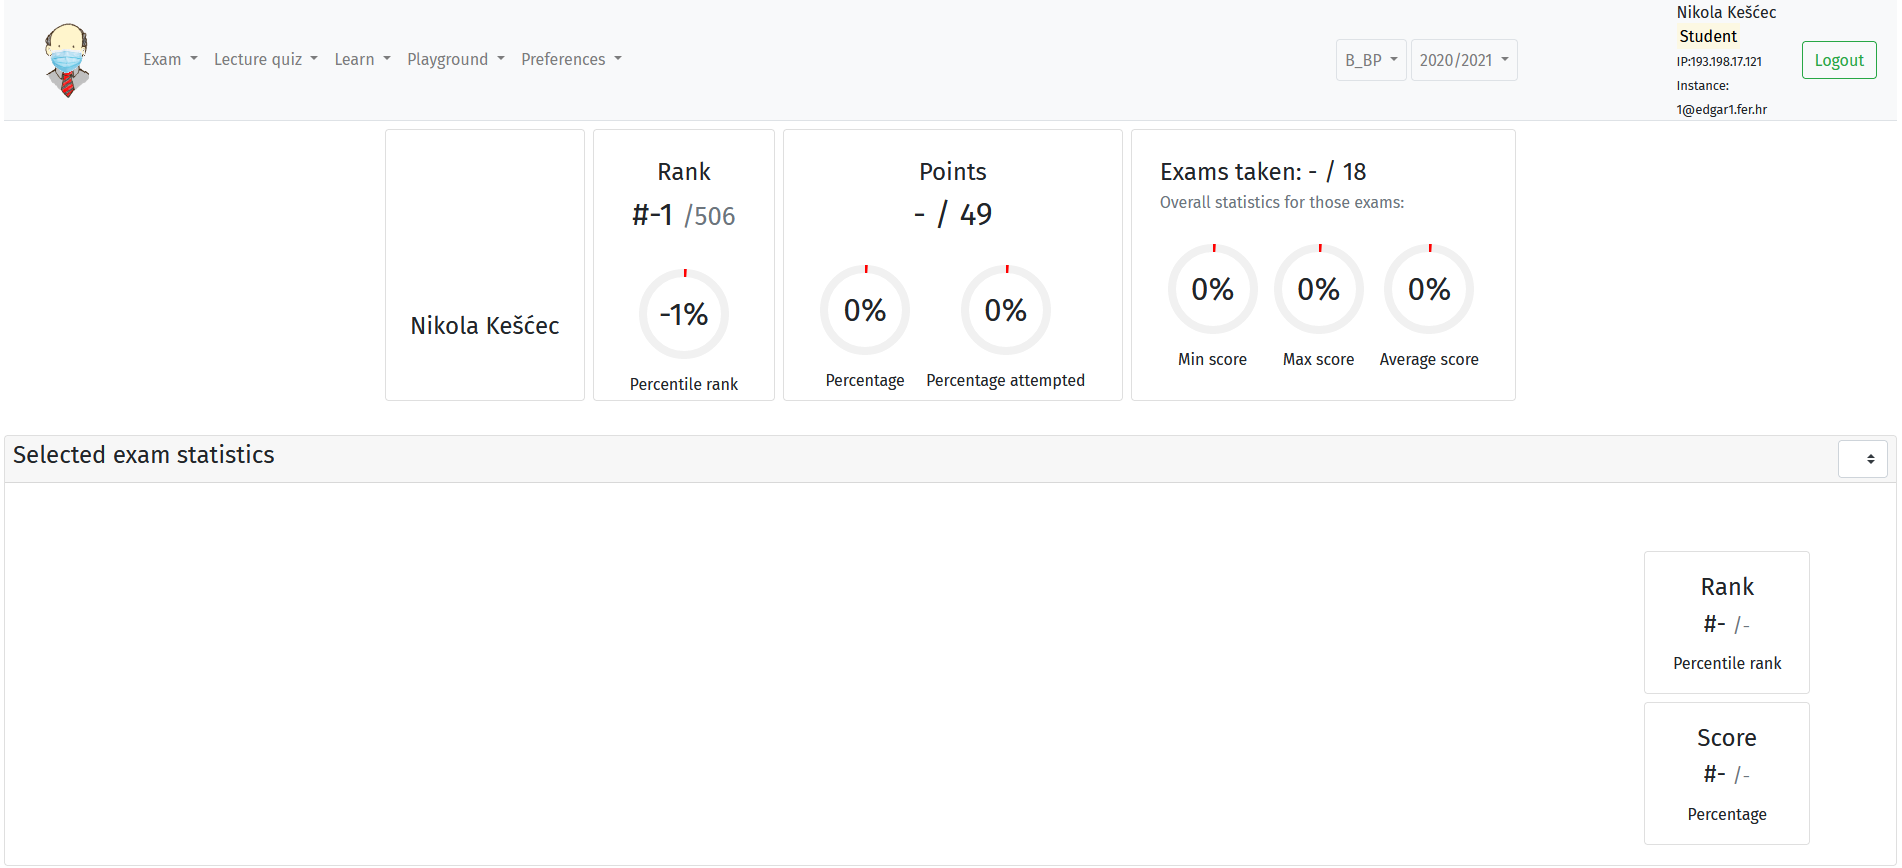 Exam Lecture quiz Learn Playground Preferences
B_BP 2020/2021
Nikola Kešćec
Student
IP:193.198.17.121
Instance:
1@edgar1.fer.hr
Logout
Nikola Kešćec
Rank
#-1 /506
-1%
Percentile rank
Points
- / 49
0% 0%
Percentage Percentage attempted
Exams taken: - / 18
Overall statistics for those exams:
0% 0% 0%
Min score Max score Average score
Selected exam statistics
Rank
#- /-
Percentile rank
Score
#- /-
Percentage